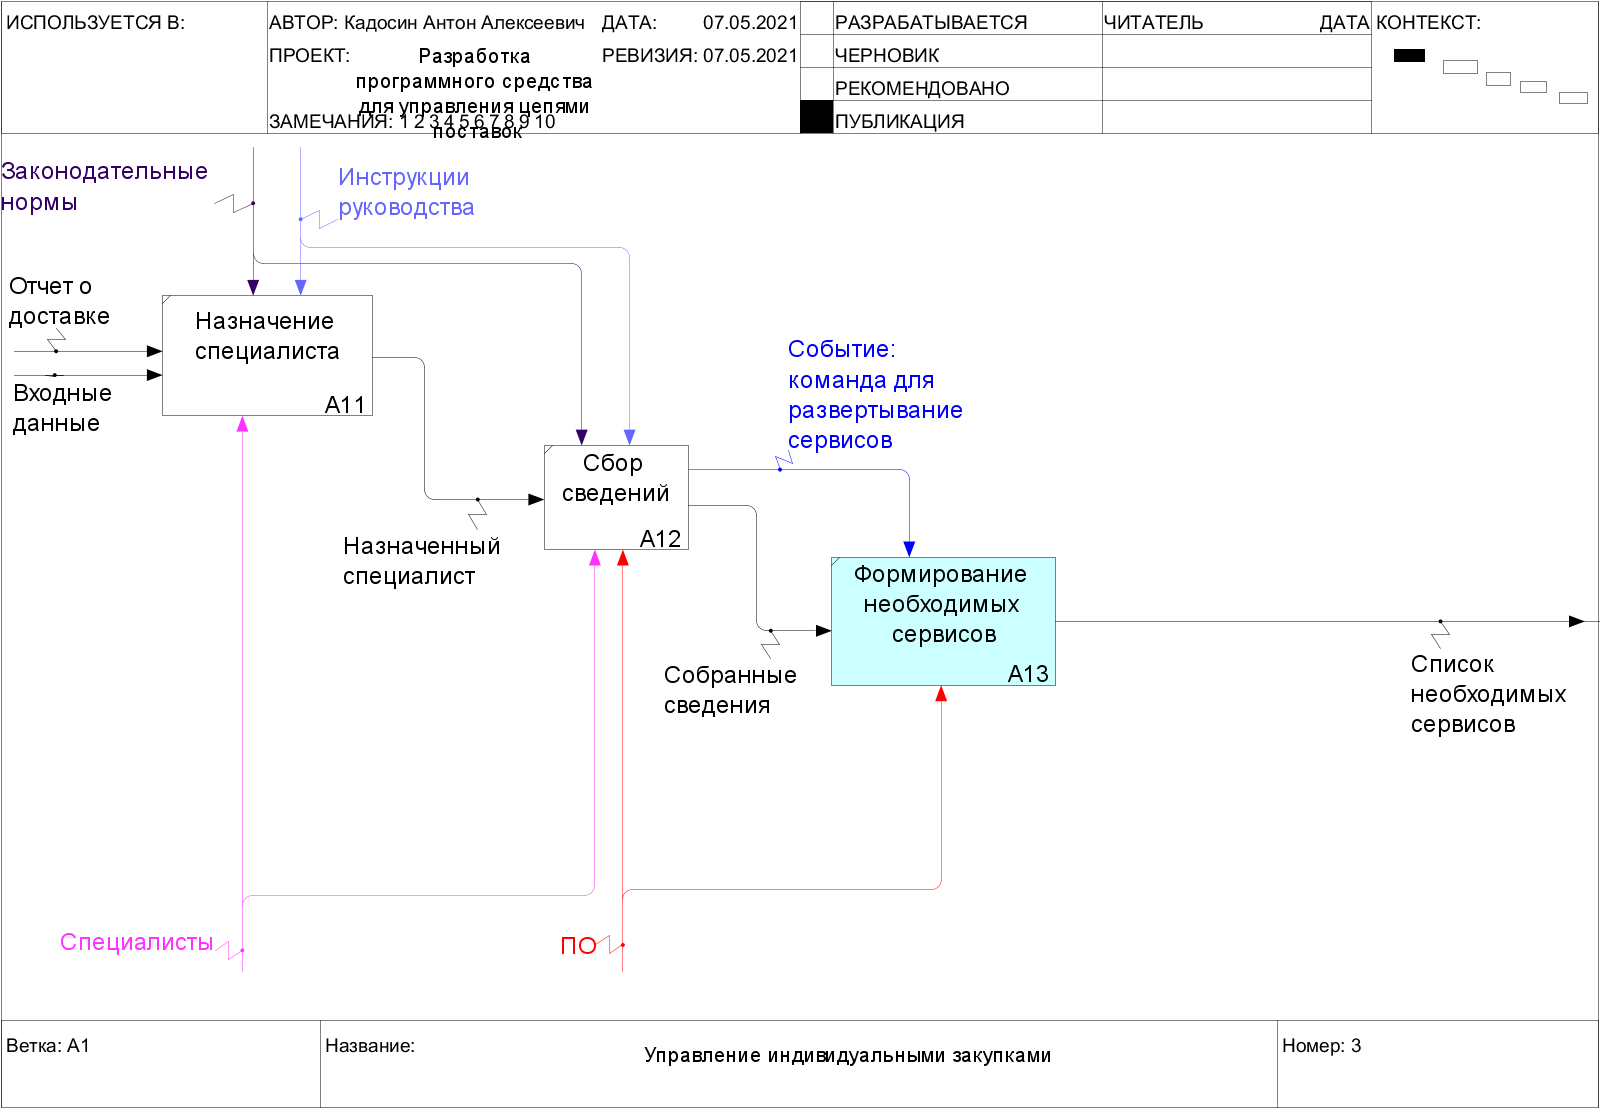 ИСПОЛЬЗУЕТСЯ В:
АВТОР: Кадосин Антон Алексеевич
ДАТА: 07.05.2021
ПРОЕКТ:
Разработка
программного средства
для управления цепями
поставок
РЕВИЗИЯ: 07.05.2021
ЗАМЕЧАНИЯ: 1 2 3 4 5 6 7 8 9 10
РАЗРАБАТЫВАЕТСЯ
ЧЕРНОВИК
РЕКОМЕНДОВАНО
ПУБЛИКАЦИЯ
ЧИТАТЕЛЬ
ДАТА
КОНТЕКСТ:
Законодательные
нормы
Инструкции
руководства
Отчет о
доставке
Входные
данные
Назначение
специалиста
A11
Назначенный
специалист
Сбор
сведений
A12
Событие:
команда для
развертывание
сервисов
Собранные
сведения
Формирование
необходимых
сервисов
A13
Список
необходимых
сервисов
Специалисты
ПО
Ветка: A1
Название:
Управление индивидуальными закупками
Номер: 3